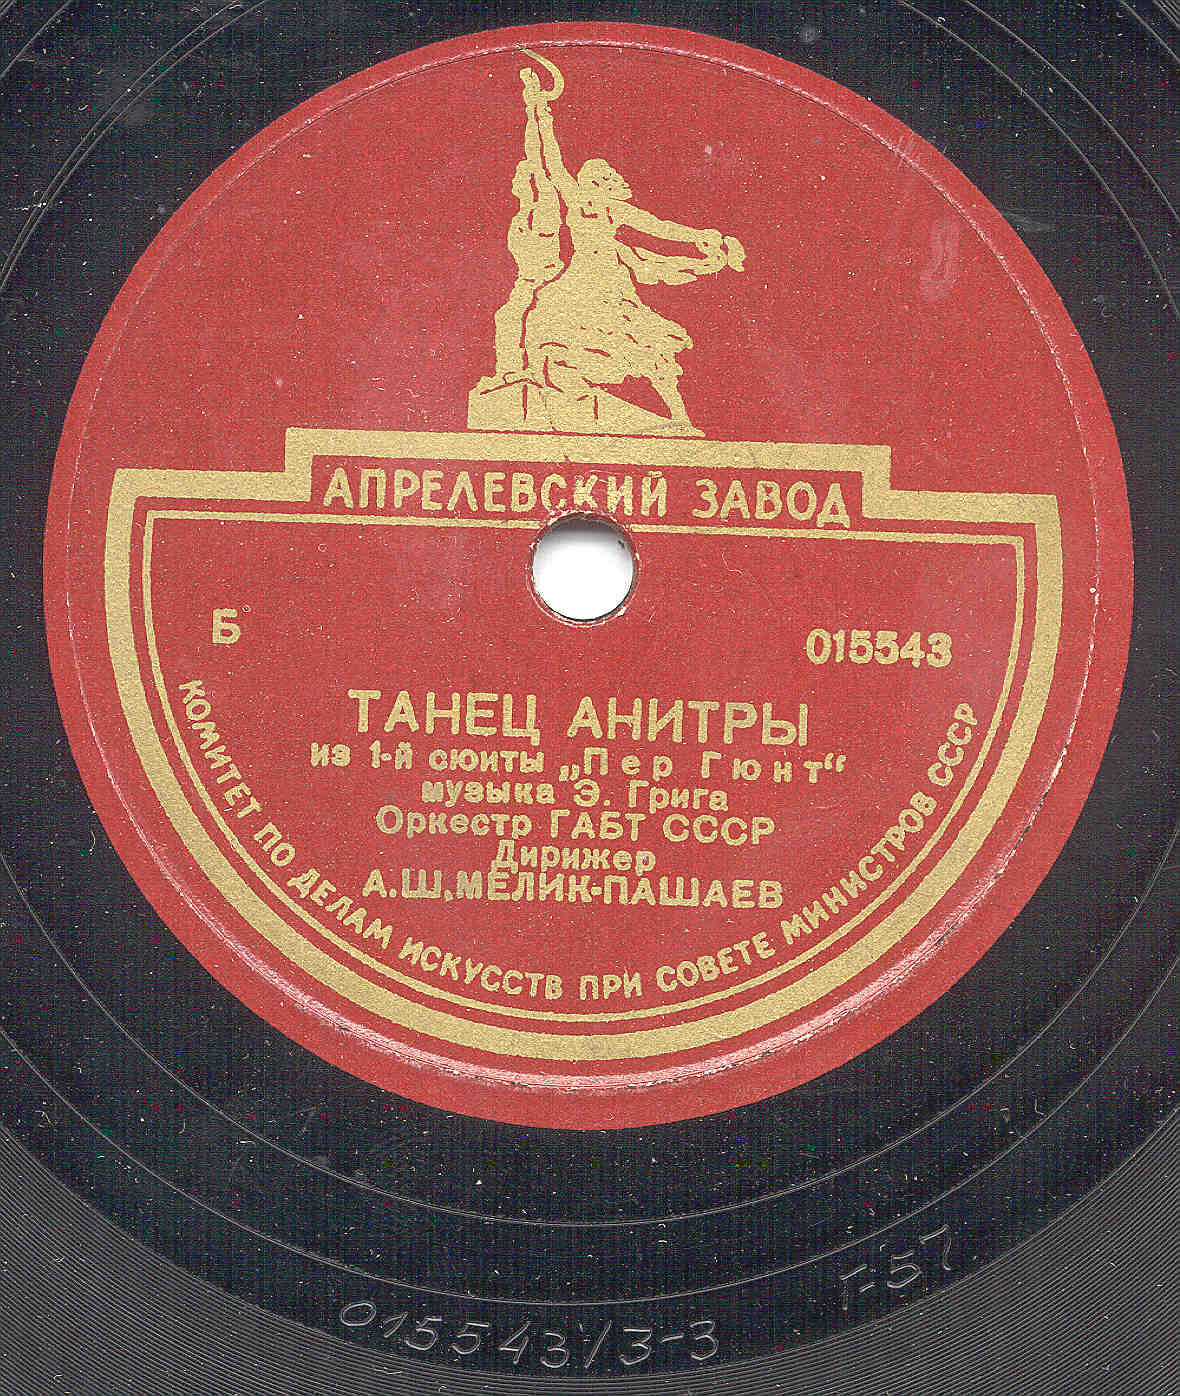 АПРЕЛЕВСКИЙ ЗАВОД
Б
015543
ТАНЕЦ АНИТРЫ
из 1-й сюиты „Пер Гюнт“
музыка Э. Грига
Оркестр ГАБТ СССР
Дирижер
А.Ш.МЕЛИК-ПАШАЕВ
КОМИТЕТ ПО ДЕЛАМ ИСКУССТВ ПРИ СОВЕТЕ МИНИСТРОВ СССР
015543/3-3
Г-57